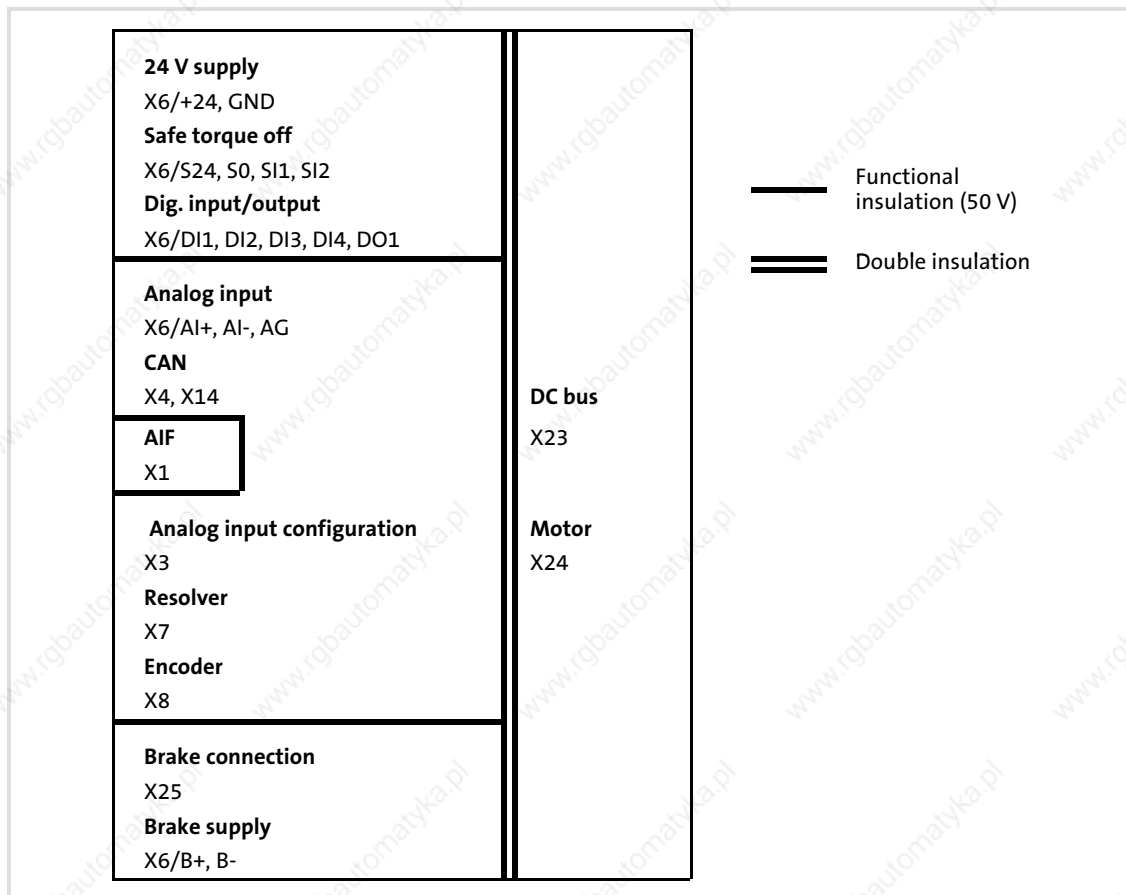 24 V supply
X6/+24, GND
Safe torque off
X6/S24, S0, SI1, SI2
Dig. input/output
X6/DI1, DI2, DI3, DI4, DO1
Analog input
X6/AI+, AI-, AG
CAN
X4, X14
AIF
X1
Analog input configuration
X3
Resolver
X7
Encoder
X8
Brake connection
X25
Brake supply
X6/B+, B-
DC bus
X23
Motor
X24
Functional
insulation (50 V)
Double insulation
www.rgbautomatyka.pl